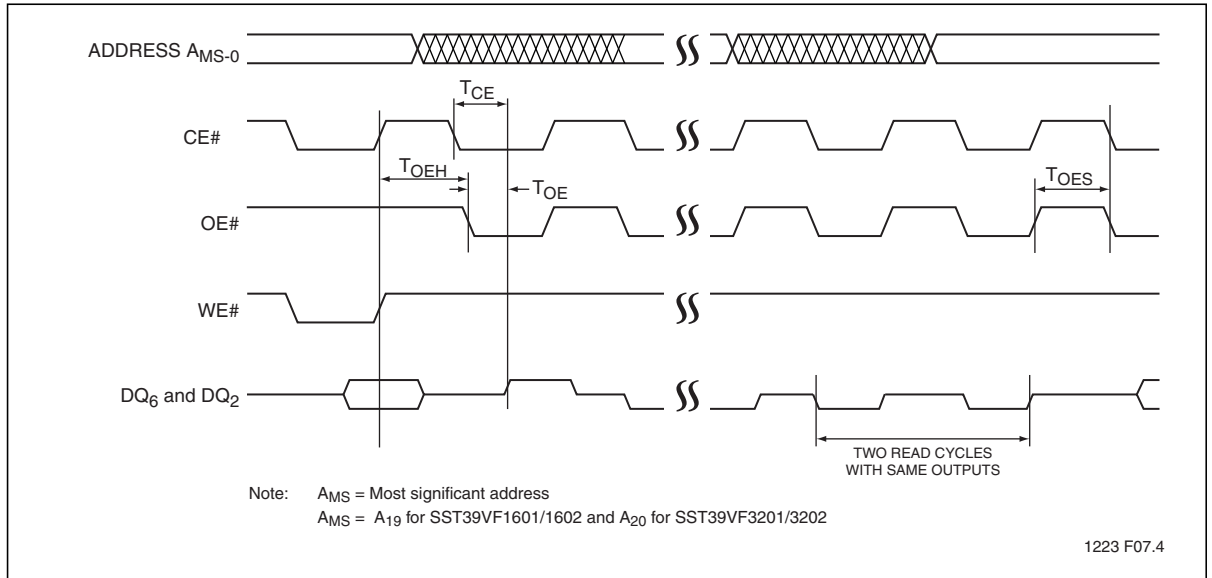 ADDRESS AMS-0
TCE
CE#
TOEH
TOE
TOES
OE#
WE#
DQ6 and DQ2
TWO READ CYCLES
WITH SAME OUTPUTS
Note: AMS = Most significant address
AMS = A19 for SST39VF1601/1602 and A20 for SST39VF3201/3202
1223 F07.4